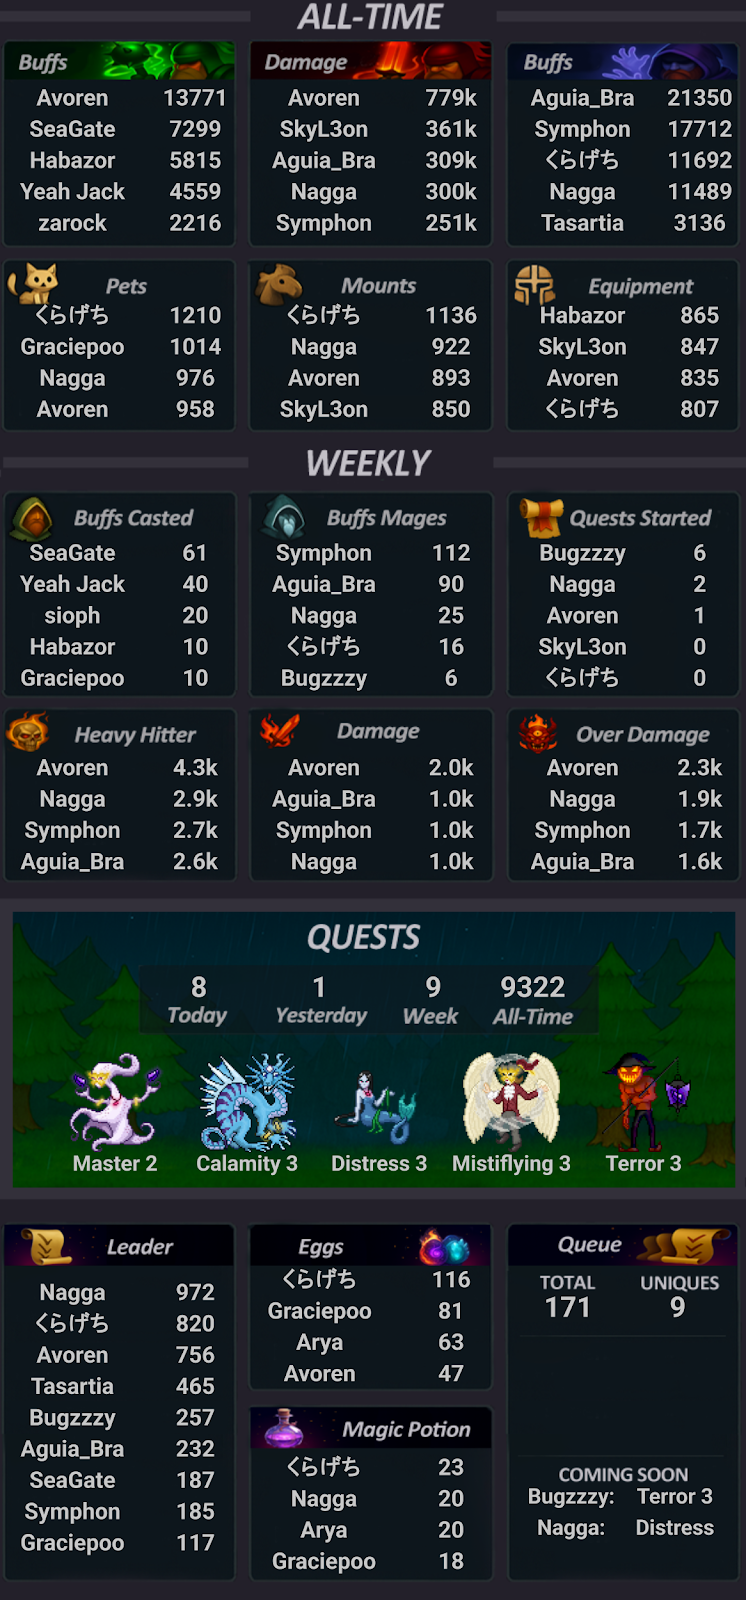 ALL-TIME
Buffs
Avoren 13771
SeaGate 7299
Habazor 5815
Yeah Jack 4559
zarock 2216
Damage
Avoren 779k
SkyL3on 361k
Aguia_Bra 309k
Nagga 300k
Symphon 251k
Buffs
Aguia_Bra 21350
Symphon 17712
くらげち 11692
Nagga 11489
Tasartia 3136
Pets
くらげち 1210
Graciepoo 1014
Nagga 976
Avoren 958
Mounts
くらげち 1136
Nagga 922
Avoren 893
SkyL3on 850
Equipment
Habazor 865
SkyL3on 847
Avoren 835
くらげち 807
WEEKLY
Buffs Casted
SeaGate 61
Yeah Jack 40
sioph 20
Habazor 10
Graciepoo 10
Buffs Mages
Symphon 112
Aguia_Bra 90
Nagga 25
くらげち 16
Bugzzzy 6
Quests Started
Bugzzzy 6
Nagga 2
Avoren 1
SkyL3on 0
くらげち 0
Heavy Hitter
Avoren 4.3k
Nagga 2.9k
Symphon 2.7k
Aguia_Bra 2.6k
Damage
Avoren 2.0k
Aguia_Bra 1.0k
Symphon 1.0k
Nagga 1.0k
Over Damage
Avoren 2.3k
Nagga 1.9k
Symphon 1.7k
Aguia_Bra 1.6k
QUESTS
8 1 9 9322
Today Yesterday Week All-Time
Master 2 Calamity 3 Distress 3 Mistiflying 3 Terror 3
Leader
Nagga 972
くらげち 820
Avoren 756
Tasartia 465
Bugzzzy 257
Aguia_Bra 232
SeaGate 187
Symphon 185
Graciepoo 117
Eggs
くらげち 116
Graciepoo 81
Arya 63
Avoren 47
Magic Potion
くらげち 23
Nagga 20
Arya 20
Graciepoo 18
Queue
TOTAL UNIQUES
171 9
COMING SOON
Bugzzzy: Terror 3
Nagga: Distress